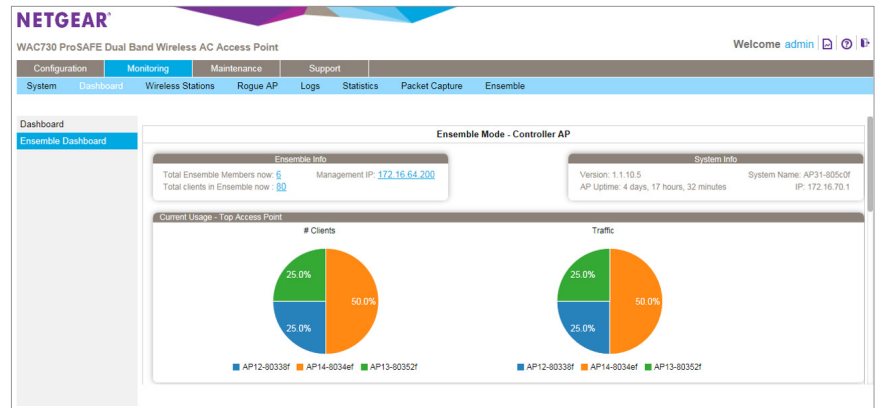 NETGEAR®
WAC730 ProSAFE Dual Band Wireless AC Access Point
Welcome admin
Configuration Monitoring Maintenance Support
System Dashboard Wireless Stations Rogue AP Logs Statistics Packet Capture Ensemble
Dashboard
Ensemble Dashboard
Ensemble Mode - Controller AP
Ensemble Info
Total Ensemble Members now: 6 Management IP: 172.16.64.200
Total clients in Ensemble now : 80
System Info
Version: 1.1.10.5 System Name: AP31-805c0f
AP Uptime: 4 days, 17 hours, 32 minutes IP: 172.16.70.1
Current Usage - Top Access Point
# Clients
25.0%
50.0%
25.0%
AP12-80338f AP14-8034ef AP13-80352f
Traffic
25.0%
50.0%
25.0%
AP12-80338f AP14-8034ef AP13-80352f